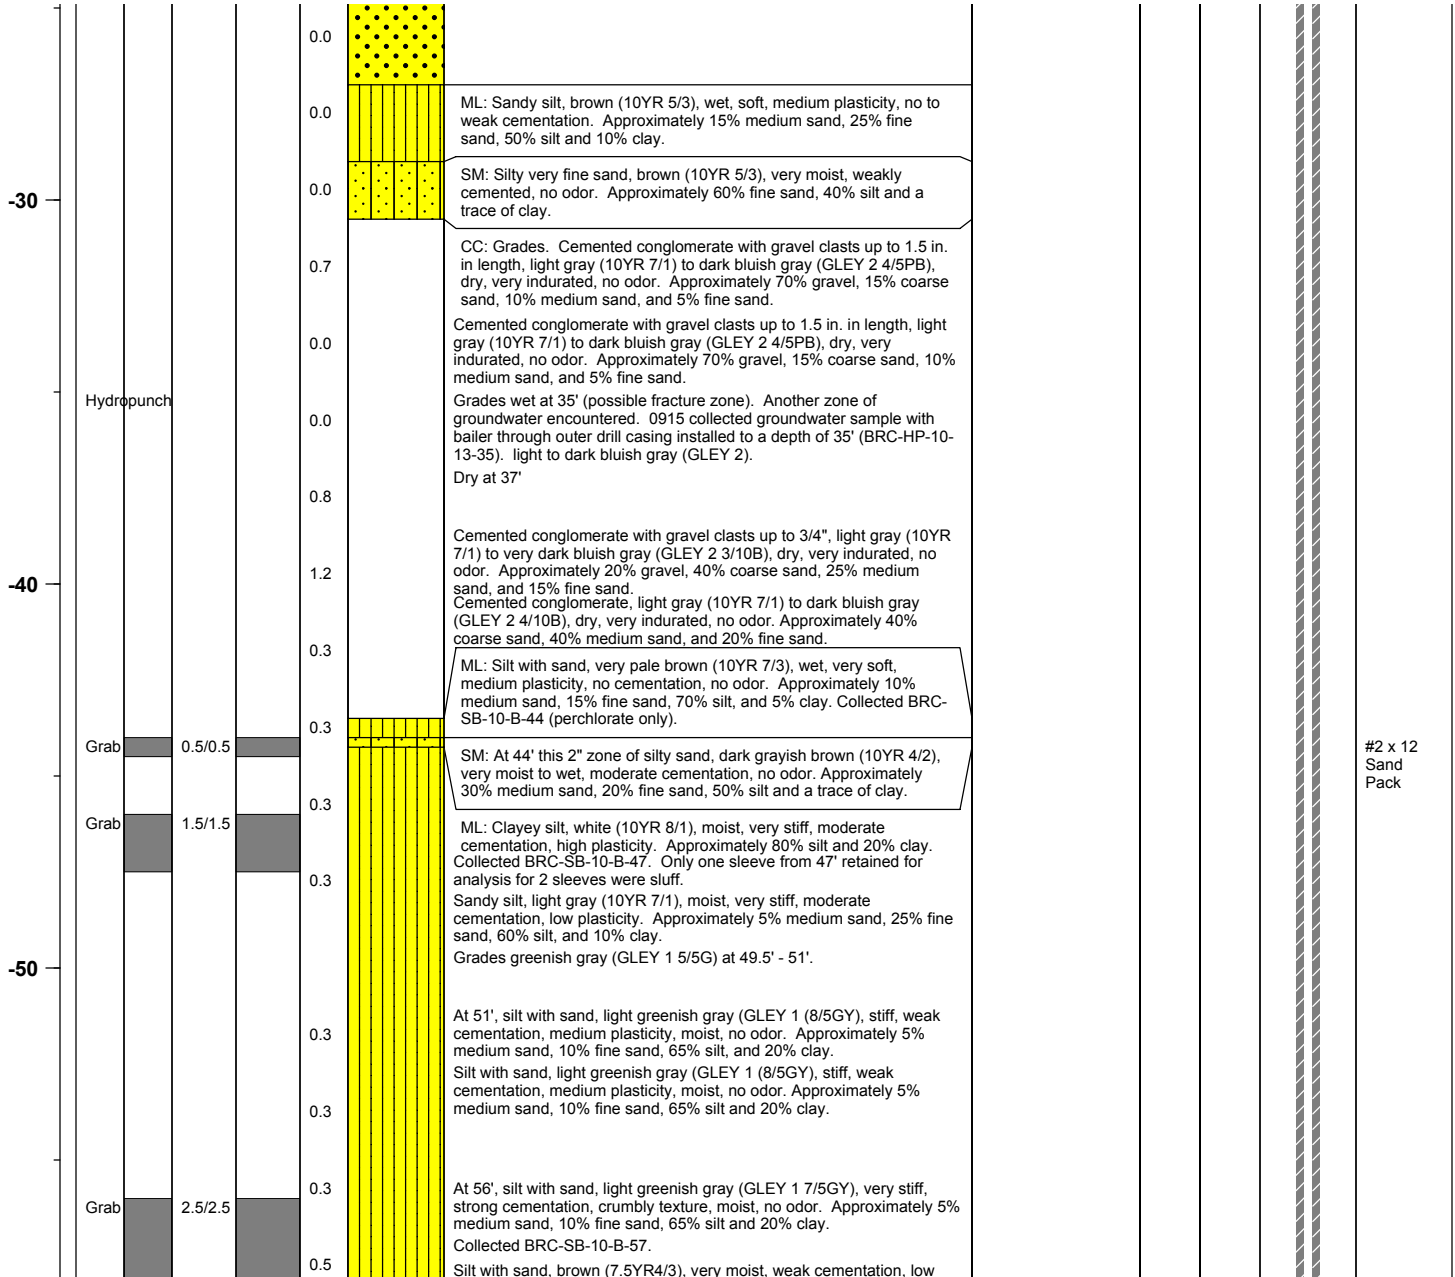 0.0
ML: Sandy silt, brown (10YR 5/3), wet, soft, medium plasticity, no to
weak cementation.  Approximately 15% medium sand, 25% fine
sand, 50% silt and 10% clay.
0.0
SM: Silty very fine sand, brown (10YR 5/3), very moist, weakly
cemented, no odor.  Approximately 60% fine sand, 40% silt and a
trace of clay.
0.0
-30
CC: Grades.  Cemented conglomerate with gravel clasts up to 1.5 in.
in length, light gray (10YR 7/1) to dark bluish gray (GLEY 2 4/5PB),
dry, very indurated, no odor.  Approximately 70% gravel, 15% coarse
sand, 10% medium sand, and 5% fine sand.
0.7
Cemented conglomerate with gravel clasts up to 1.5 in. in length, light
gray (10YR 7/1) to dark bluish gray (GLEY 2 4/5PB), dry, very
indurated, no odor.  Approximately 70% gravel, 15% coarse sand, 10%
medium sand, and 5% fine sand.
0.0
Hydropunch
Grades wet at 35' (possible fracture zone).  Another zone of
groundwater encountered.  0915 collected groundwater sample with
bailer through outer drill casing installed to a depth of 35' (BRC-HP-10-
13-35).  light to dark bluish gray (GLEY 2).
0.0
Dry at 37'
0.8
Cemented conglomerate with gravel clasts up to 3/4", light gray (10YR
7/1) to very dark bluish gray (GLEY 2 3/10B), dry, very indurated, no
odor.  Approximately 20% gravel, 40% coarse sand, 25% medium
sand, and 15% fine sand.
1.2
-40
Cemented conglomerate, light gray (10YR 7/1) to dark bluish gray
(GLEY 2 4/10B), dry, very indurated, no odor. Approximately 40%
coarse sand, 40% medium sand, and 20% fine sand.
0.3
ML: Silt with sand, very pale brown (10YR 7/3), wet, very soft,
medium plasticity, no cementation, no odor.  Approximately 10%
medium sand, 15% fine sand, 70% silt, and 5% clay. Collected BRC-
SB-10-B-44 (perchlorate only).
0.3
Grab 0.5/0.5
SM: At 44' this 2" zone of silty sand, dark grayish brown (10YR 4/2),
very moist to wet, moderate cementation, no odor. Approximately
30% medium sand, 20% fine sand, 50% silt and a trace of clay.
#2 x 12
Sand
Pack
0.3
Grab 1.5/1.5
ML: Clayey silt, white (10YR 8/1), moist, very stiff, moderate
cementation, high plasticity.  Approximately 80% silt and 20% clay.
Collected BRC-SB-10-B-47.  Only one sleeve from 47' retained for
analysis for 2 sleeves were sluff.
0.3
Sandy silt, light gray (10YR 7/1), moist, very stiff, moderate
cementation, low plasticity.  Approximately 5% medium sand, 25% fine
sand, 60% silt, and 10% clay.
Grades greenish gray (GLEY 1 5/5G) at 49.5' - 51'.
-50
At 51', silt with sand, light greenish gray (GLEY 1 (8/5GY), stiff, weak
cementation, medium plasticity, moist, no odor.  Approximately 5%
medium sand, 10% fine sand, 65% silt, and 20% clay.
0.3
Silt with sand, light greenish gray (GLEY 1 (8/5GY), stiff, weak
cementation, medium plasticity, moist, no odor. Approximately 5%
medium sand, 10% fine sand, 65% silt and 20% clay.
0.3
0.3
Grab 2.5/2.5
At 56', silt with sand, light greenish gray (GLEY 1 7/5GY), very stiff,
strong cementation, crumbly texture, moist, no odor.  Approximately 5%
medium sand, 10% fine sand, 65% silt and 20% clay.
Collected BRC-SB-10-B-57.
0.5
Silt with sand, brown (7.5YR4/3), very moist, weak cementation, low